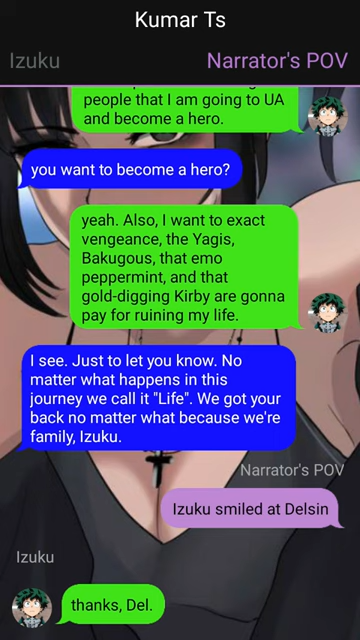 Kumar Ts
Izuku
Narrator's POV
people that I am going to UA
and become a hero.
you want to become a hero?
yeah. Also, I want to exact
vengeance, the Yagis,
Bakugous, that emo
peppermint, and that
gold-digging Kirby are gonna
pay for ruining my life.
I see. Just to let you know. No
matter what happens in this
journey we call it "Life". We got your
back no matter what because we're
family, Izuku.
Narrator's POV
Izuku smiled at Delsin
Izuku
thanks, Del.